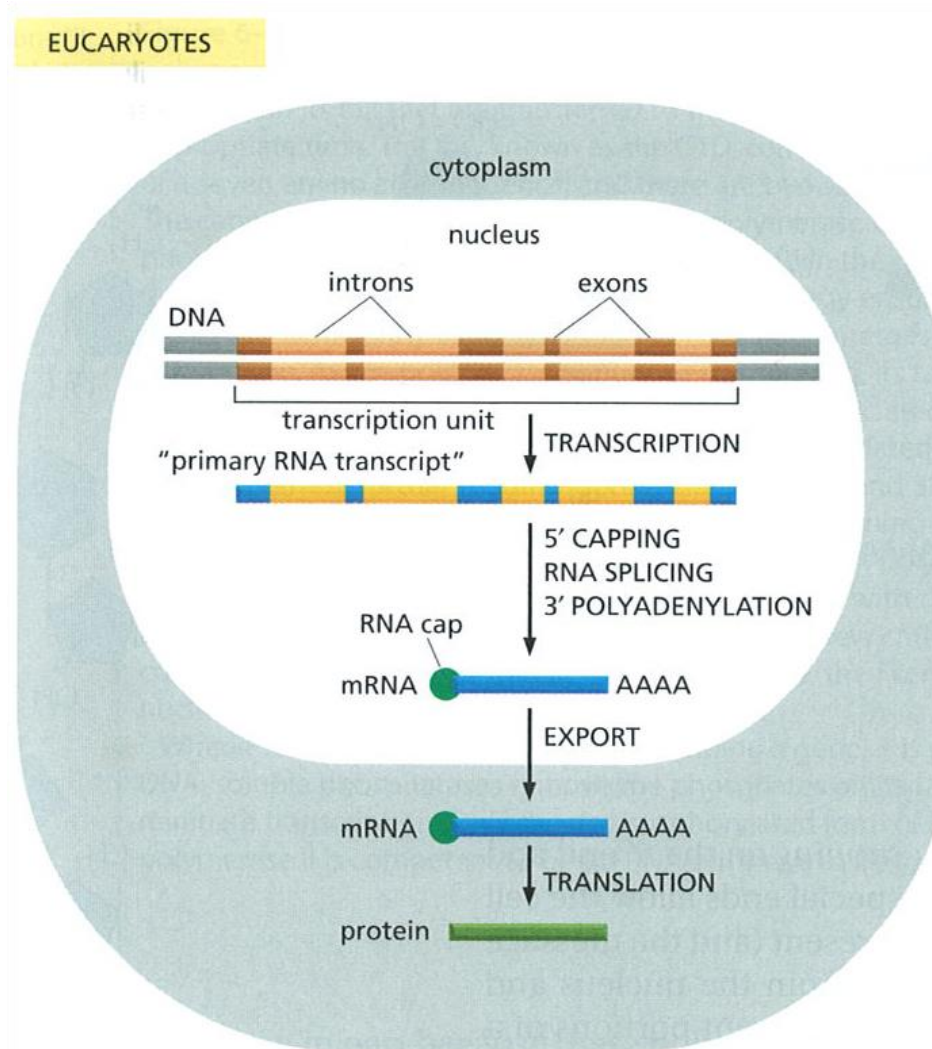 EUCARYOTES
cytoplasm
nucleus
introns
exons
DNA
transcription unit
TRANSCRIPTION
"primary RNA transcript"
5′ CAPPING
RNA SPLICING
3′ POLYADENYLATION
RNA cap
mRNA
AAAA
EXPORT
mRNA
AAAA
TRANSLATION
protein